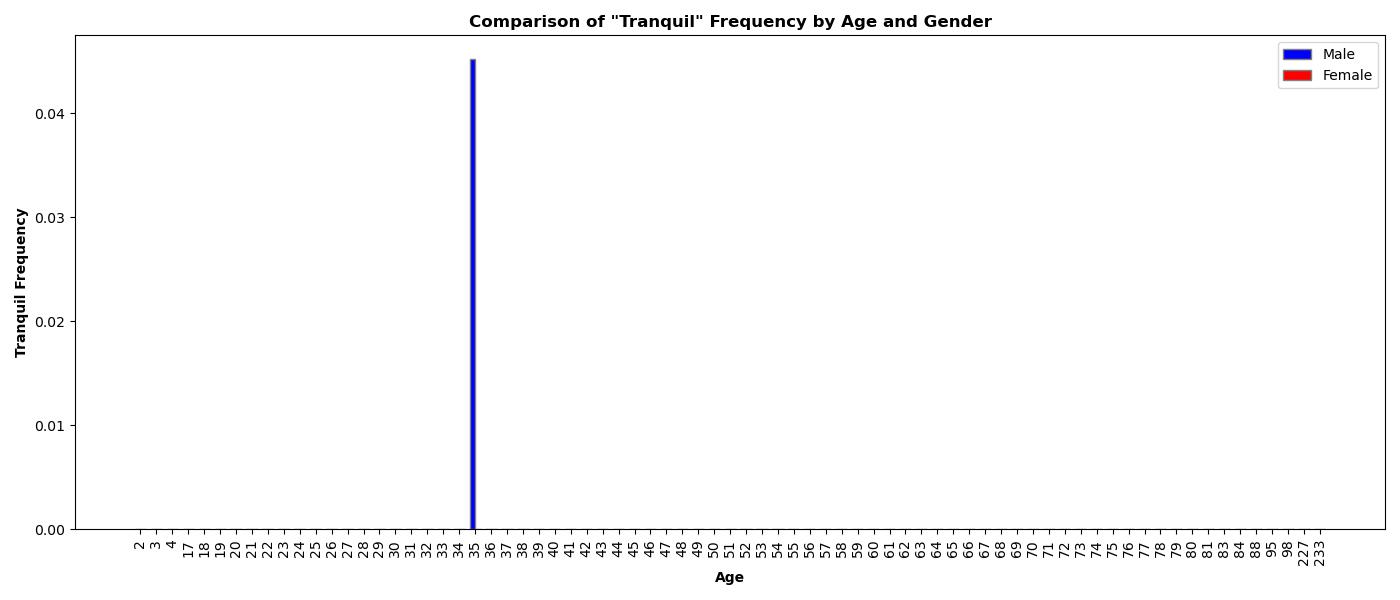 Comparison of "Tranquil" Frequency by Age and Gender
Male
Female
Tranquil Frequency
0.04
0.03
0.02
0.01
0.00
2 3 4 17 18 19 20 21 22 23 24 25 26 27 28 29 30 31 32 33 34 35 36 37 38 39 40 41 42 43 44 45 46 47 48 49 50 51 52 53 54 55 56 57 58 59 60 61 62 63 64 65 66 67 68 69 70 71 72 73 74 75 76 77 78 79 80 81 83 84 88 95 98 227 233
Age